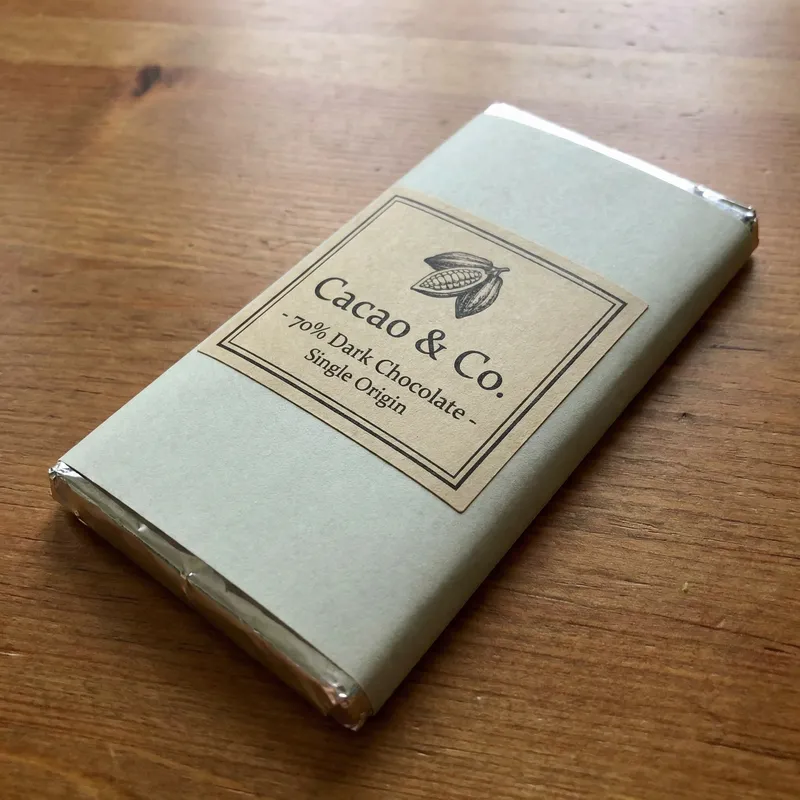 Cacao & Co.
- 70% Dark Chocolate -
Single Origin